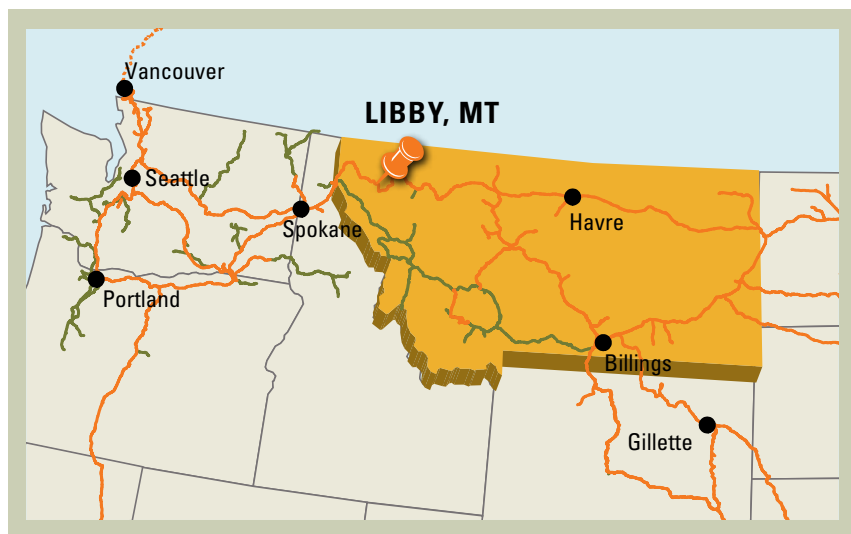 Vancouver
LIBBY, MT
Seattle
Spokane
Havre
Portland
Billings
Gillette